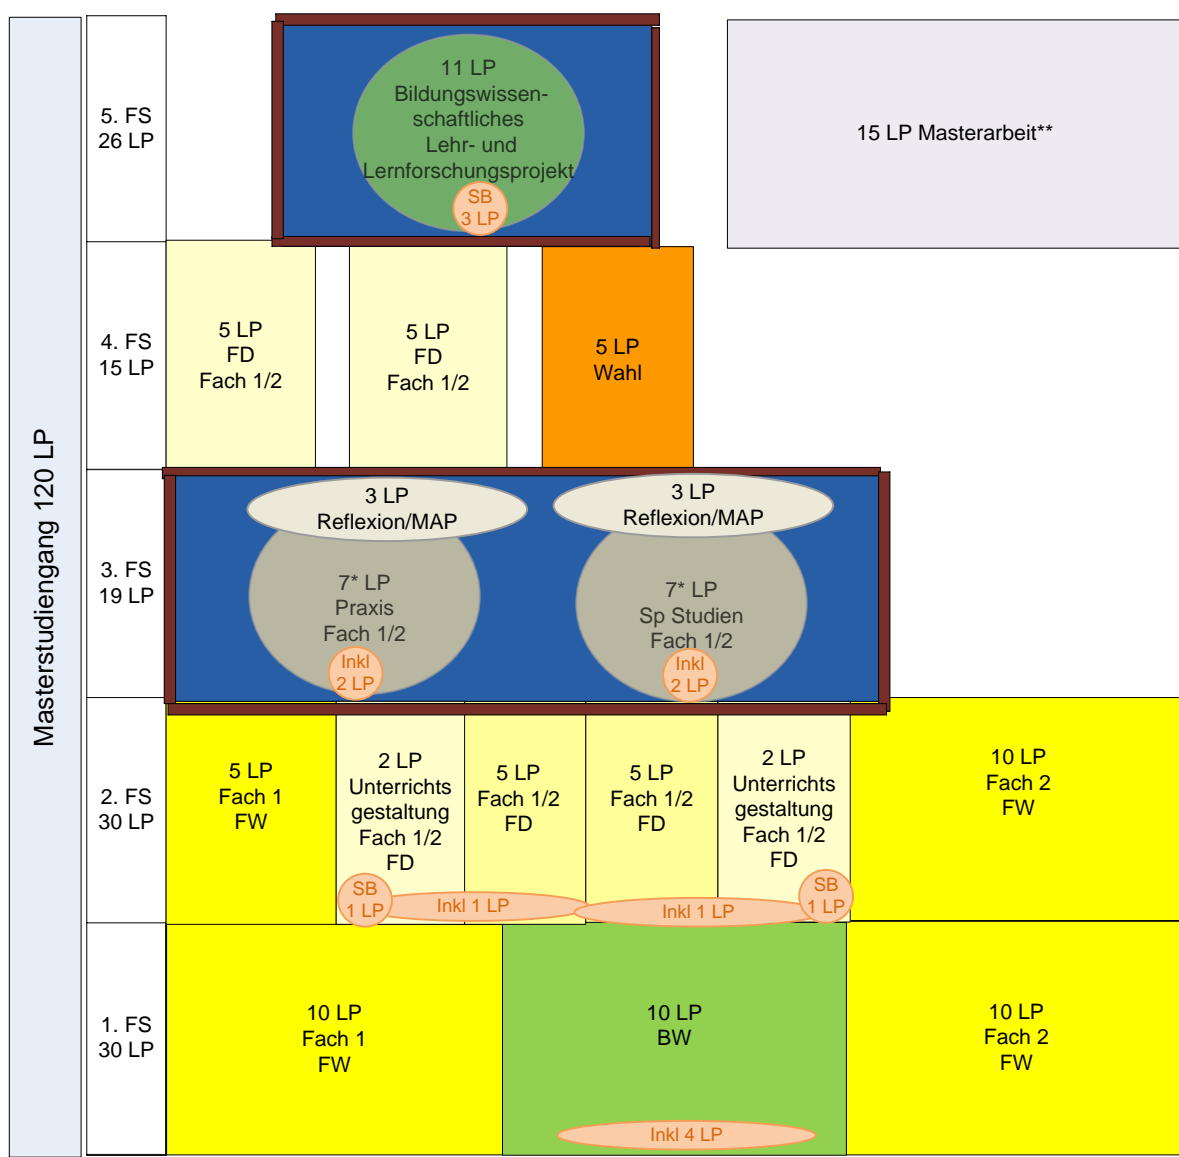 Masterstudiengang 120 LP
5. FS
26 LP
11 LP
Bildungswissen-
schaftliches
Lehr- und
Lernforschungsprojekt
SB
3 LP
15 LP Masterarbeit**
4. FS
15 LP
5 LP
FD
Fach 1/2
5 LP
FD
Fach 1/2
5 LP
Wahl
3. FS
19 LP
3 LP
Reflexion/MAP
7* LP
Praxis
Fach 1/2
Inkl
2 LP
3 LP
Reflexion/MAP
7* LP
Sp Studien
Fach 1/2
Inkl
2 LP
2. FS
30 LP
5 LP
Fach 1
FW
2 LP
Unterrichts
gestaltung
Fach 1/2
FD
SB
1 LP
5 LP
Fach 1/2
FD
Inkl 1 LP
5 LP
Fach 1/2
FD
Inkl 1 LP
2 LP
Unterrichts
gestaltung
Fach 1/2
FD
SB
1 LP
10 LP
Fach 2
FW
1. FS
30 LP
10 LP
Fach 1
FW
10 LP
BW
Inkl 4 LP
10 LP
Fach 2
FW